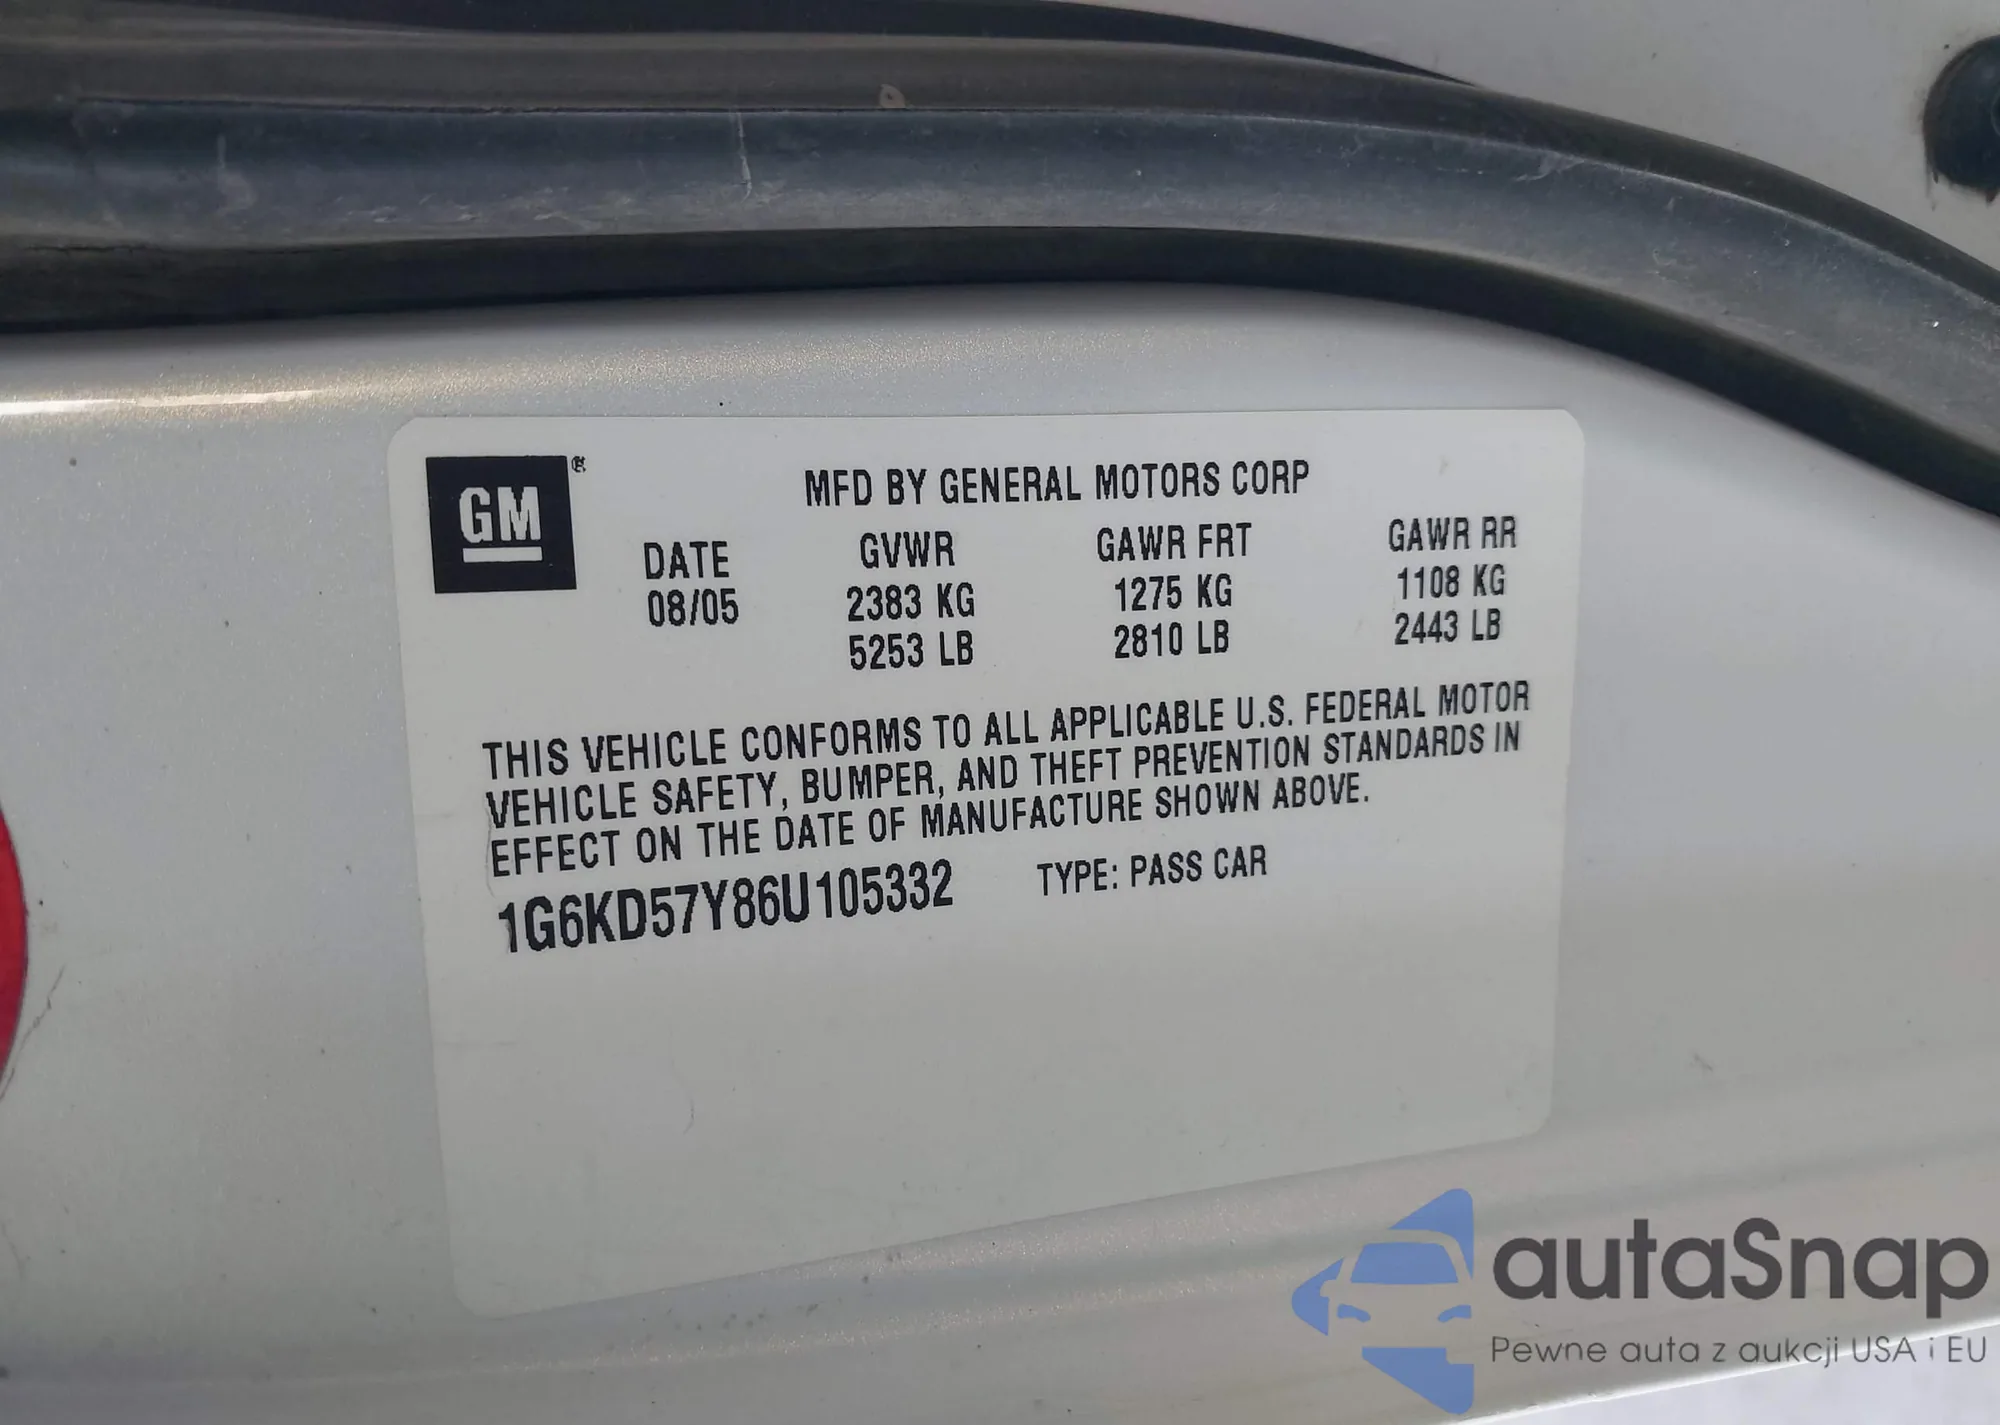 GM®
MFD BY GENERAL MOTORS CORP
DATE GVWR GAWR FRT GAWR RR
08/05 2383 KG 1275 KG 1108 KG
5253 LB 2810 LB 2443 LB
THIS VEHICLE CONFORMS TO ALL APPLICABLE U.S. FEDERAL MOTOR
VEHICLE SAFETY, BUMPER, AND THEFT PREVENTION STANDARDS IN
EFFECT ON THE DATE OF MANUFACTURE SHOWN ABOVE.
1G6KD57Y86U105332 TYPE: PASS CAR
autaSnap
Pewne auta z aukcji USA i EU